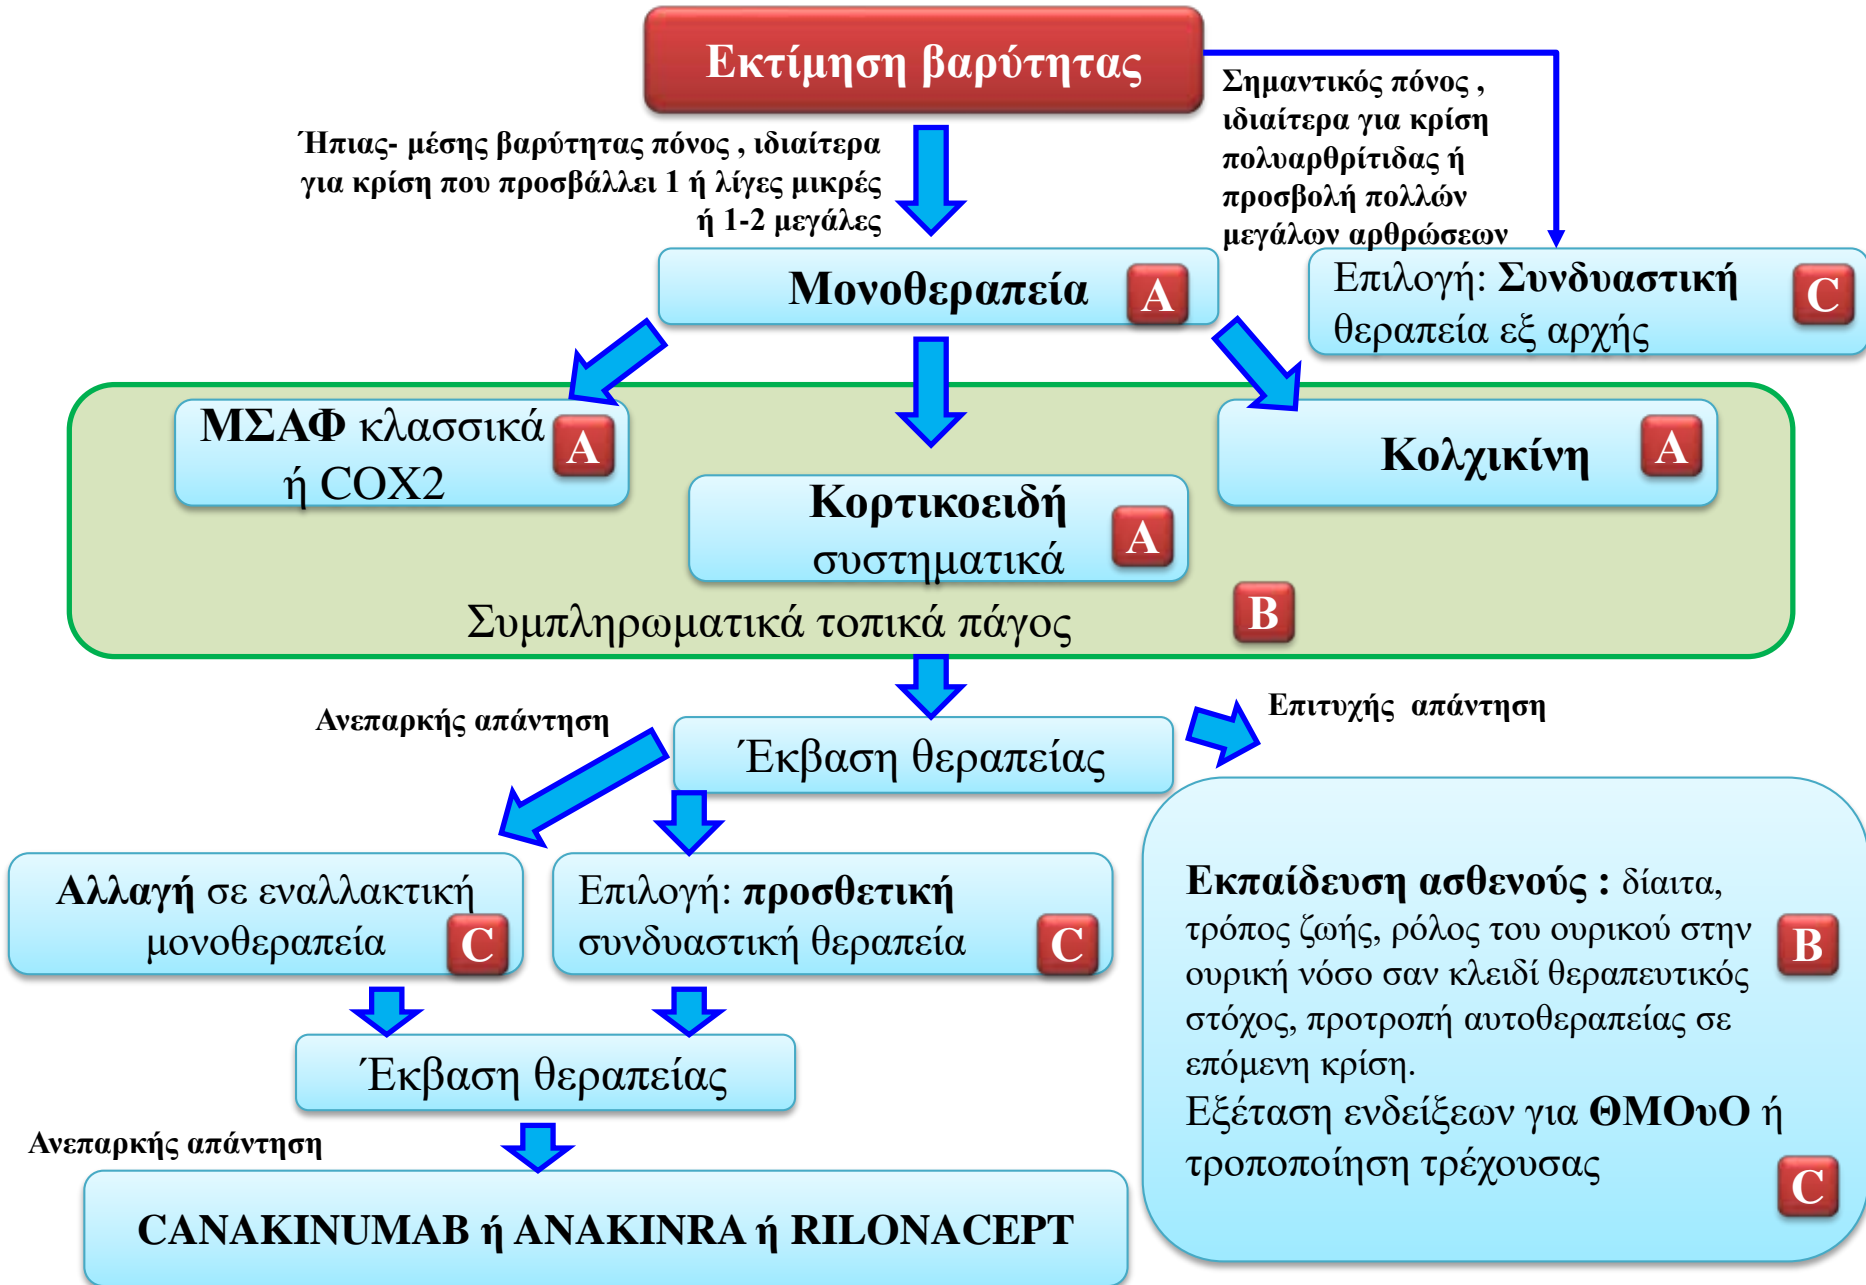 Εκτίμηση βαρύτητας
Ήπιας- μέσης βαρύτητας πόνος , ιδιαίτερα
για κρίση που προσβάλλει 1 ή λίγες μικρές
ή 1-2 μεγάλες
Σημαντικός πόνος ,
ιδιαίτερα για κρίση
πολυαρθρίτιδας ή
προσβολή πολλών
μεγάλων αρθρώσεων
Μονοθεραπεία A
Επιλογή: Συνδυαστική
θεραπεία εξ αρχής
C
ΜΣΑΦ κλασσικά
ή COX2
A
Κορτικοειδή
συστηματικά
A
Κολχικίνη A
Συμπληρωματικά τοπικά πάγος B
Έκβαση θεραπείας
Ανεπαρκής απάντηση
Επιτυχής απάντηση
Αλλαγή σε εναλλακτική
μονοθεραπεία
C
Επιλογή: προσθετική
συνδυαστική θεραπεία
C
Έκβαση θεραπείας
Ανεπαρκής απάντηση
CANAKINUMAB ή ANAKINRA ή RILONACEPT
Εκπαίδευση ασθενούς : δίαιτα,
τρόπος ζωής, ρόλος του ουρικού στην
ουρική νόσο σαν κλειδί θεραπευτικός
στόχος, προτροπή αυτοθεραπείας σε
επόμενη κρίση.
B
Εξέταση ενδείξεων για ΘΜΟυΟ ή
τροποποίηση τρέχουσας
C